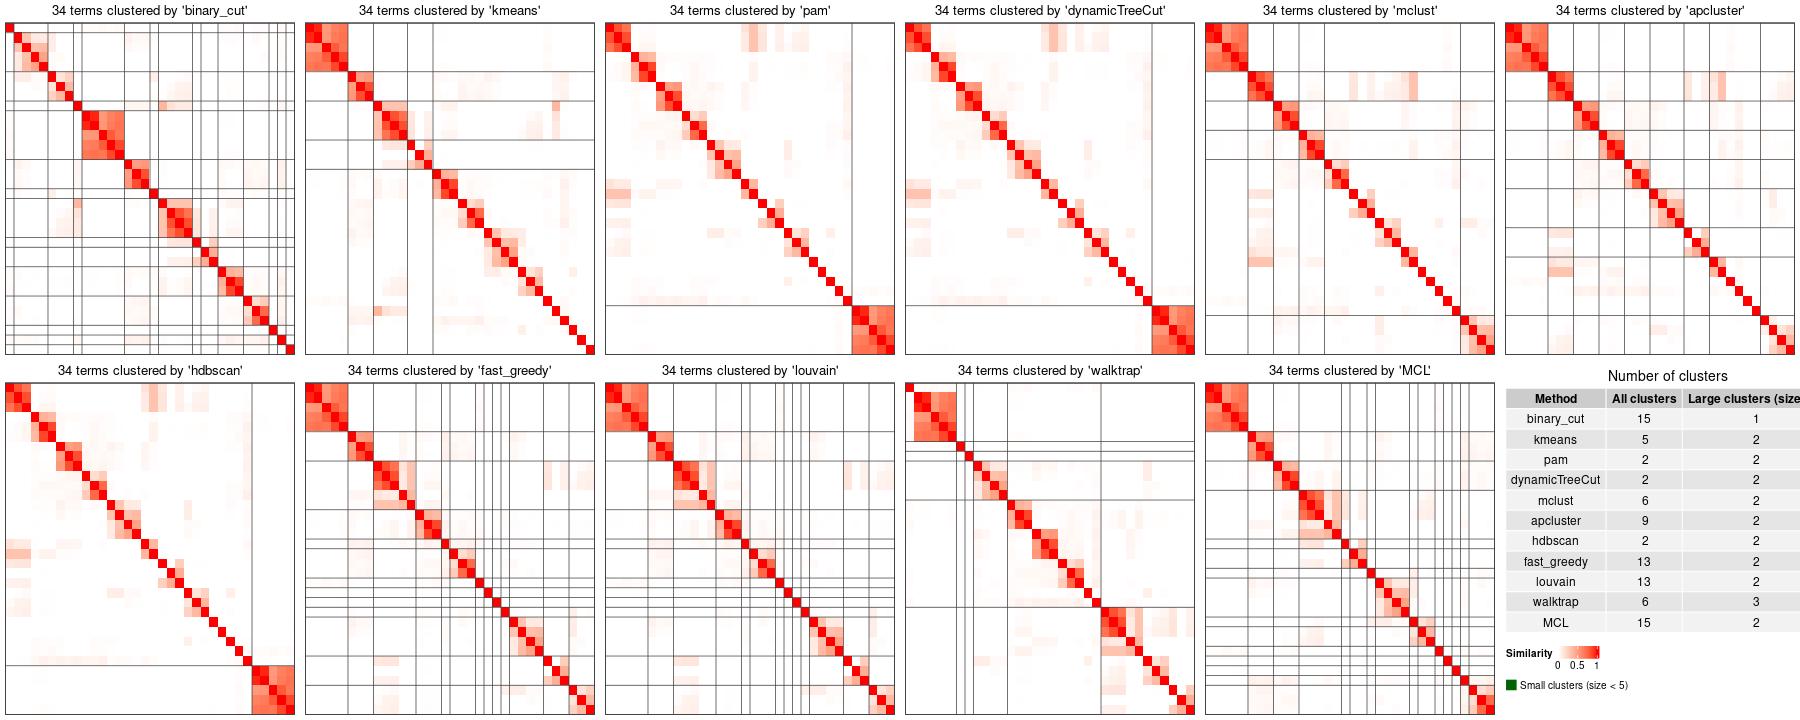 34 terms clustered by 'binary_cut'
34 terms clustered by 'kmeans'
34 terms clustered by 'pam'
34 terms clustered by 'dynamicTreeCut'
34 terms clustered by 'mclust'
34 terms clustered by 'apcluster'
34 terms clustered by 'hdbscan'
34 terms clustered by 'fast_greedy'
34 terms clustered by 'louvain'
34 terms clustered by 'walktrap'
34 terms clustered by 'MCL'
Number of clusters
Method All clusters Large clusters (size
binary_cut 15 1
kmeans 5 2
pam 2 2
dynamicTreeCut 2 2
mclust 6 2
apcluster 9 2
hdbscan 2 2
fast_greedy 13 2
louvain 13 2
walktrap 6 3
MCL 15 2
Similarity
0 0.5 1
Small clusters (size < 5)